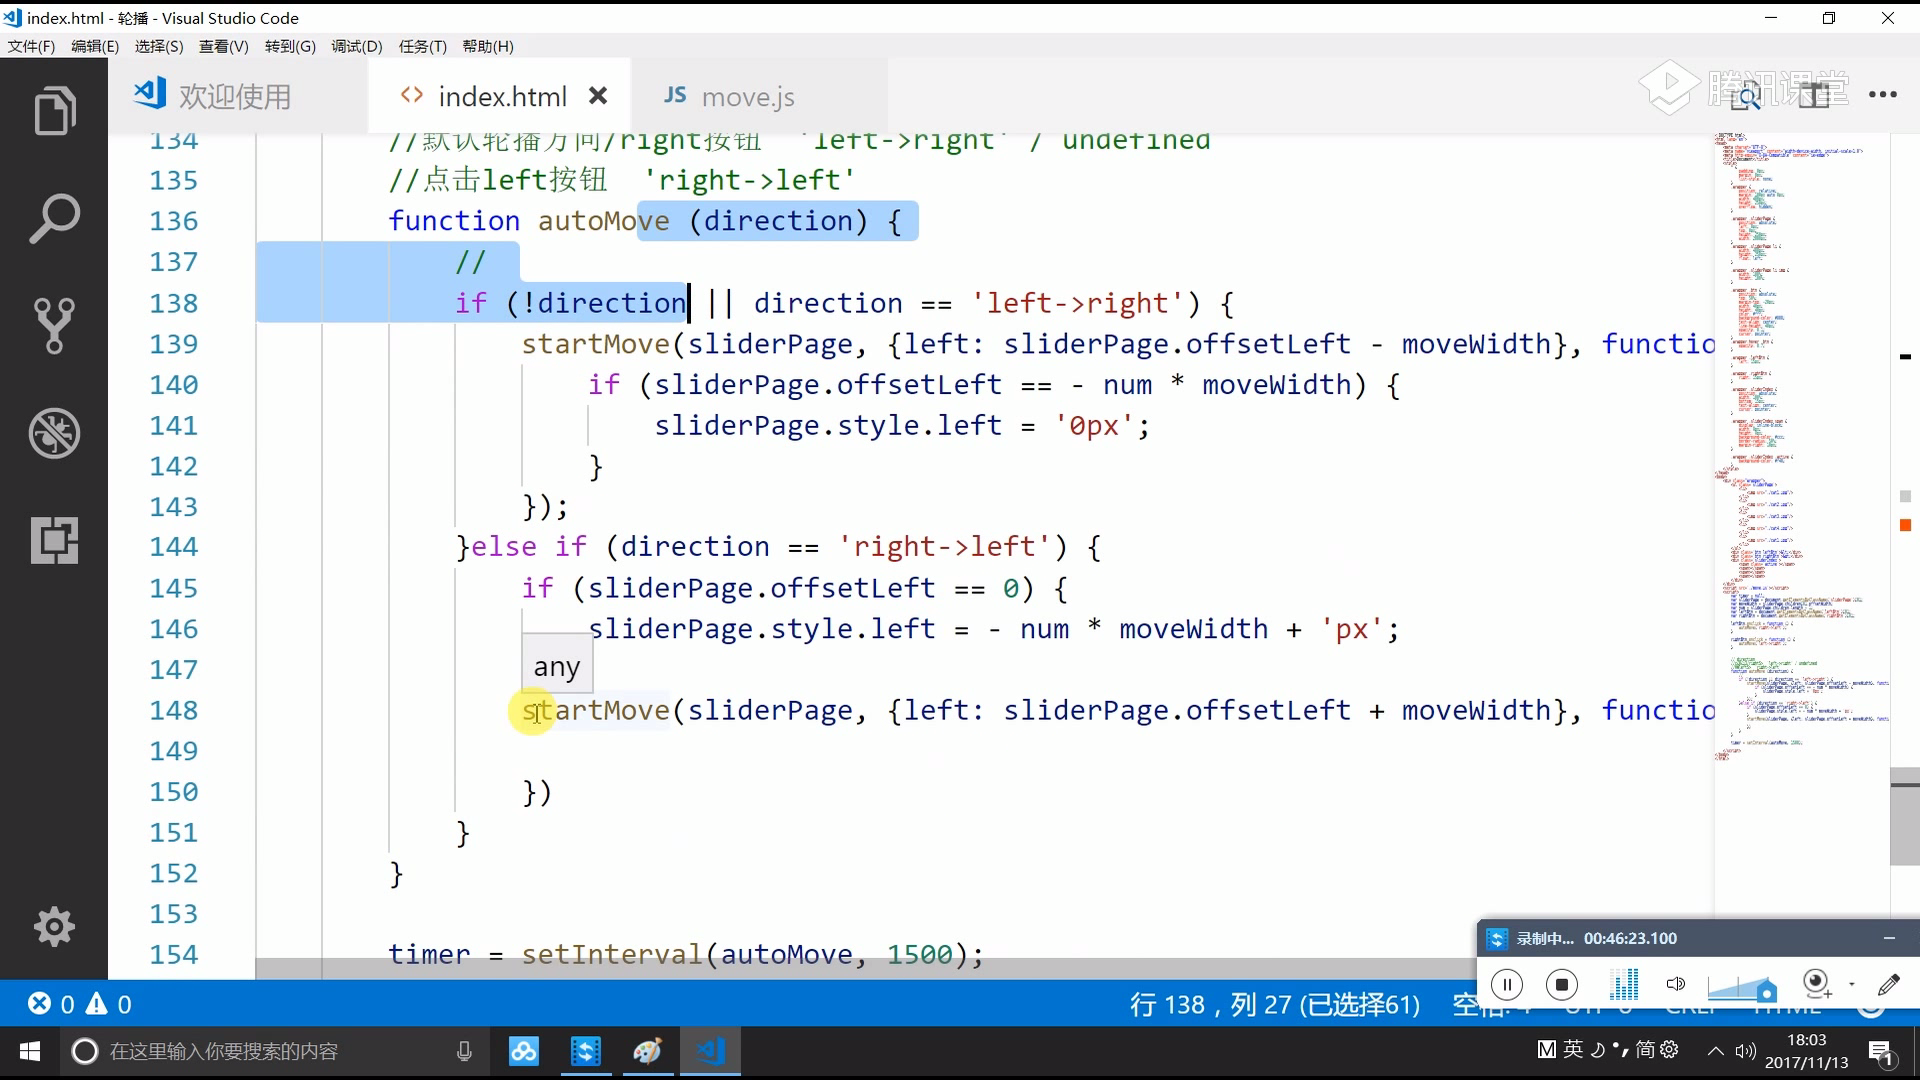 index.html - 轮播 - Visual Studio Code
文件(F) 编辑(E) 选择(S) 查看(V) 转到(G) 调试(D) 任务(T) 帮助(H)
欢迎使用 <> index.html × JS move.js
腾讯课堂
134 //默认轮播方向/right按钮 'left->right' / undefined
135 //点击left按钮 'right->left'
136 function autoMove (direction) {
137 //
138 if (!direction || direction == 'left->right') {
139 startMove(sliderPage, {left: sliderPage.offsetLeft - moveWidth}, functio
140 if (sliderPage.offsetLeft == - num * moveWidth) {
141 sliderPage.style.left = '0px';
142 }
143 });
144 }else if (direction == 'right->left') {
145 if (sliderPage.offsetLeft == 0) {
146 sliderPage.style.left = - num * moveWidth + 'px';
147 any
148 startMove(sliderPage, {left: sliderPage.offsetLeft + moveWidth}, functio
149
150 })
151 }
152 }
153
154 timer = setInterval(autoMove, 1500);
录制中... 00:46:23.100
0 0
行 138，列 27 (已选择61)
在这里输入你要搜索的内容
M 英 简
18:03
2017/11/13
1